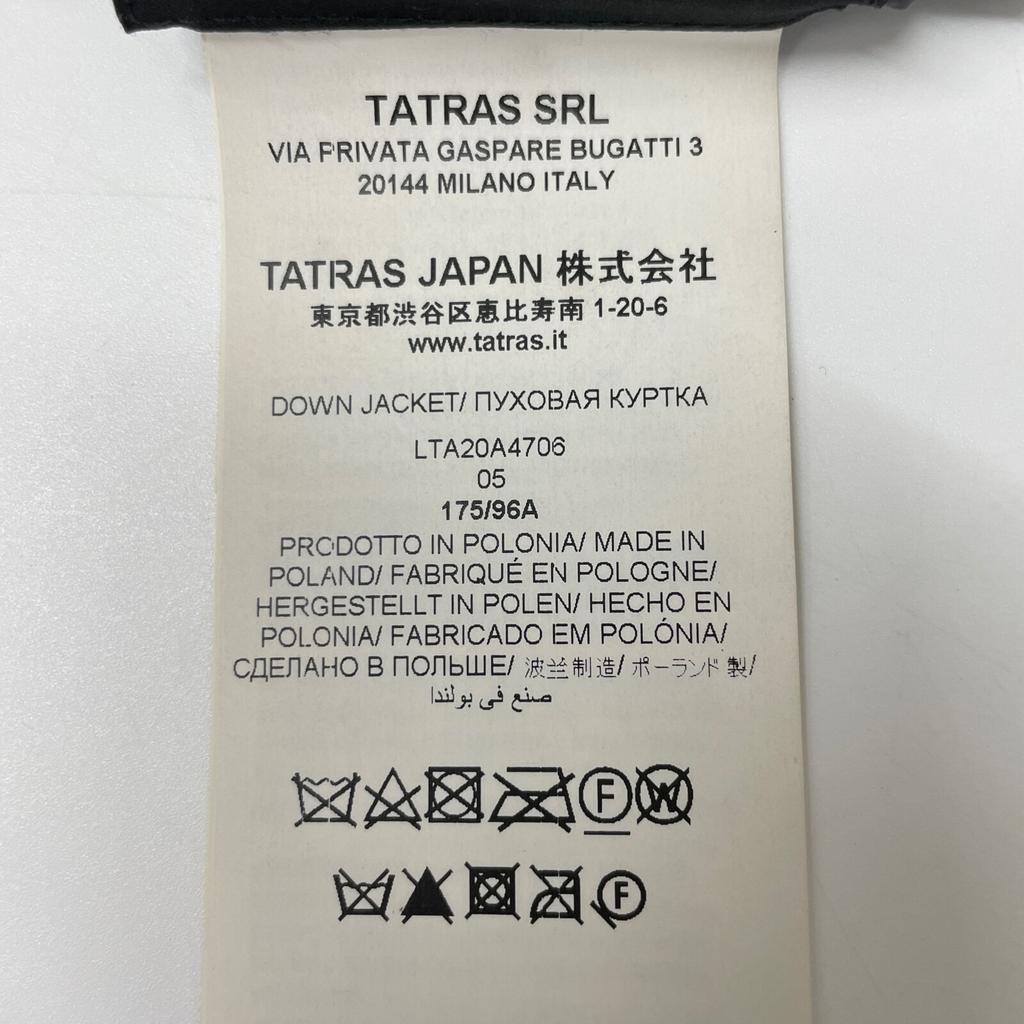 TATRAS SRL
VIA PRIVATA GASPARE BUGATTI 3
20144 MILANO ITALY
TATRAS JAPAN 株式会社
東京都渋谷区恵比寿南 1-20-6
www.tatras.it
DOWN JACKET/ ПУХОВАЯ КУРТКА
LTA20A4706
05
175/96A
PRODOTTO IN POLONIA/ MADE IN
POLAND/ FABRIQUÉ EN POLOGNE/
HERGESTELLT IN POLEN/ HECHO EN
POLONIA/ FABRICADO EM POLÓNIA/
СДЕЛАНО В ПОЛЬШЕ/ 波兰制造/ ポーランド製/
صنع في بولندا
F W
F